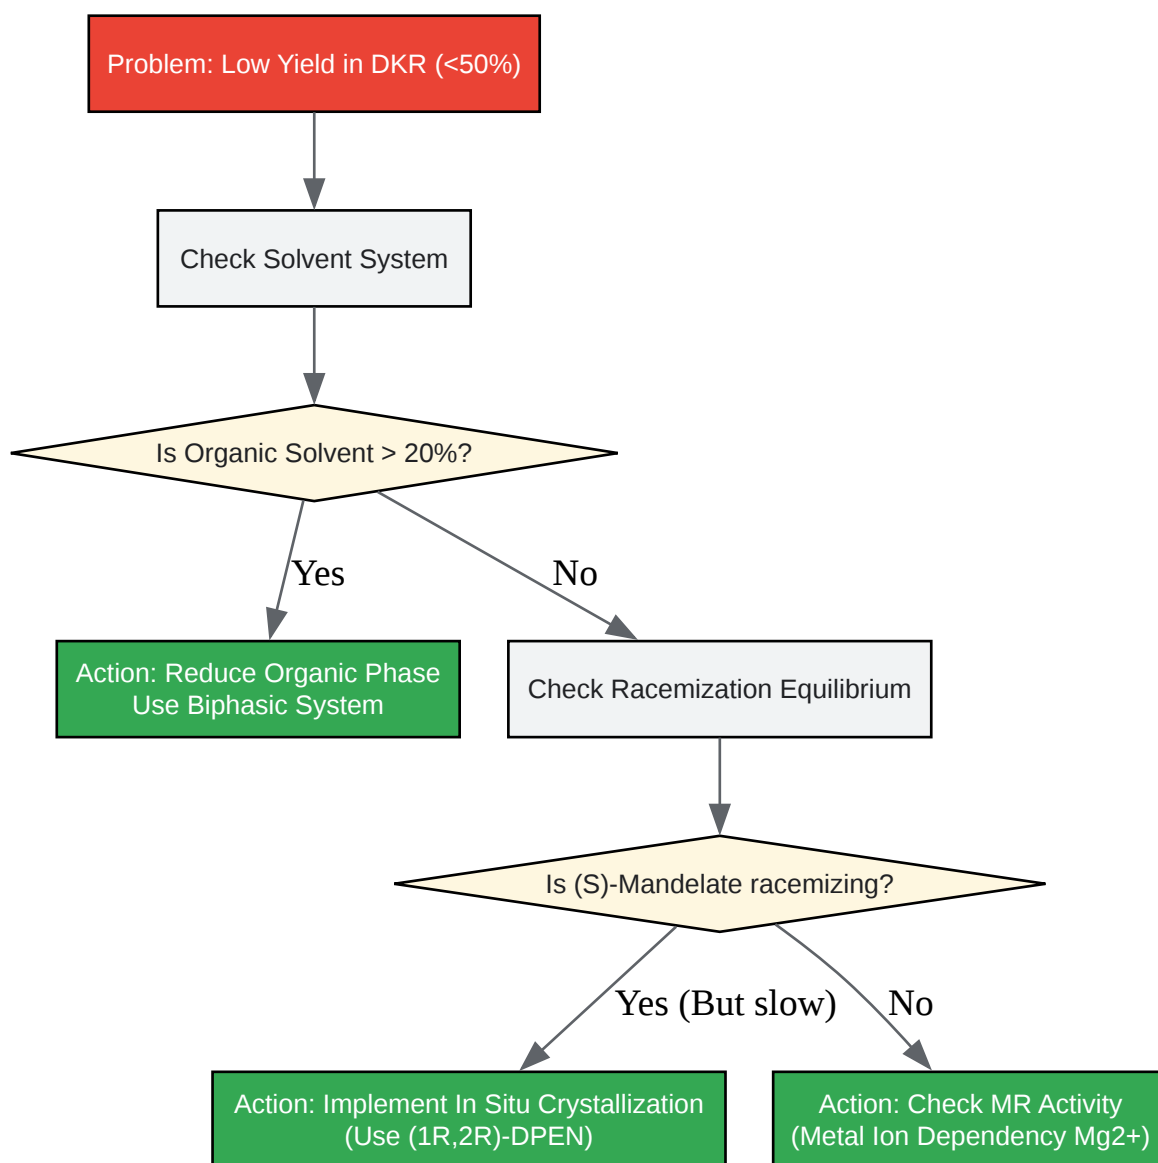 Problem: Low Yield in DKR (<50%)
Check Solvent System
Is Organic Solvent > 20%?
Yes
No
Action: Reduce Organic Phase
Use Biphasic System
Check Racemization Equilibrium
Is (S)-Mandelate racemizing?
Yes (But slow)
No
Action: Implement In Situ Crystallization
(Use (1R,2R)-DPEN)
Action: Check MR Activity
(Metal Ion Dependency Mg2+)